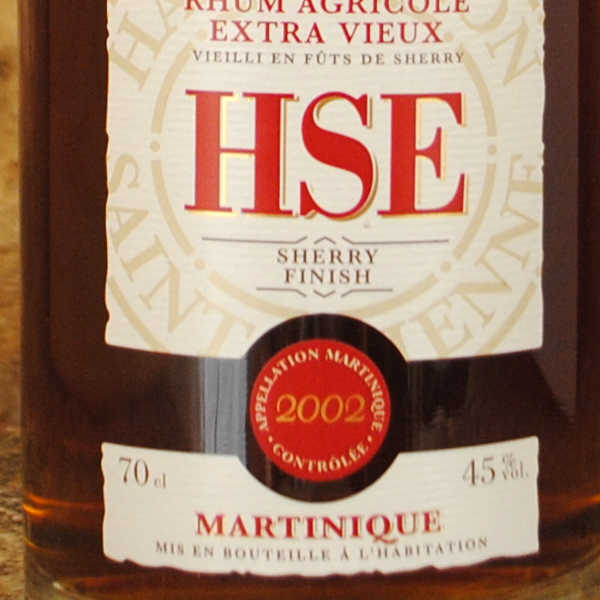 RHUM AGRICOLE
EXTRA VIEUX
VIEILLI EN FÛTS DE SHERRY
HSE
SHERRY
FINISH
SAINT
APPELLATION MARTINIQUE
2002
CONTRÔLÉE
70 cl
45 % vol.
MARTINIQUE
MIS EN BOUTEILLE À L'HABITATION